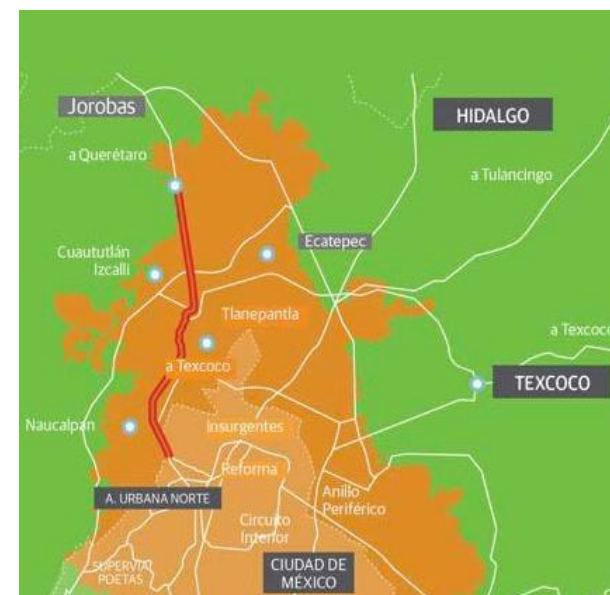 Jorobas
HIDALGO
a Querétaro
a Tulancingo
Ecatepec
Cuaututlán
Izcalli
Tlanepantla
a Texcoco
a Texcoco
TEXCOCO
Naucalpan
Insurgentes
Reforma
A. URBANA NORTE
Anillo
Periférico
Circuito
Interior
CIUDAD DE
MÉXICO
SUPERVÍA
POETAS